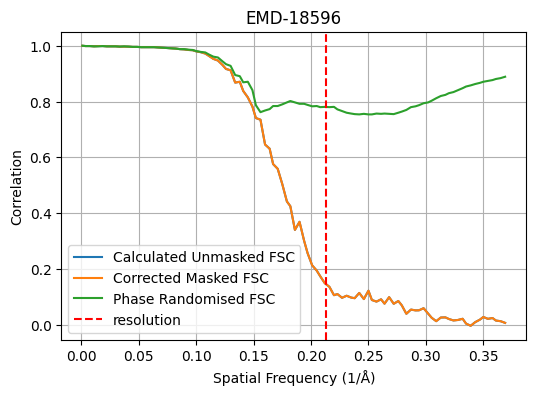 EMD-18596
1.0
0.8
0.6
0.4
0.2
0.0
Correlation
Calculated Unmasked FSC
Corrected Masked FSC
Phase Randomised FSC
resolution
0.00 0.05 0.10 0.15 0.20 0.25 0.30 0.35
Spatial Frequency (1/Å)